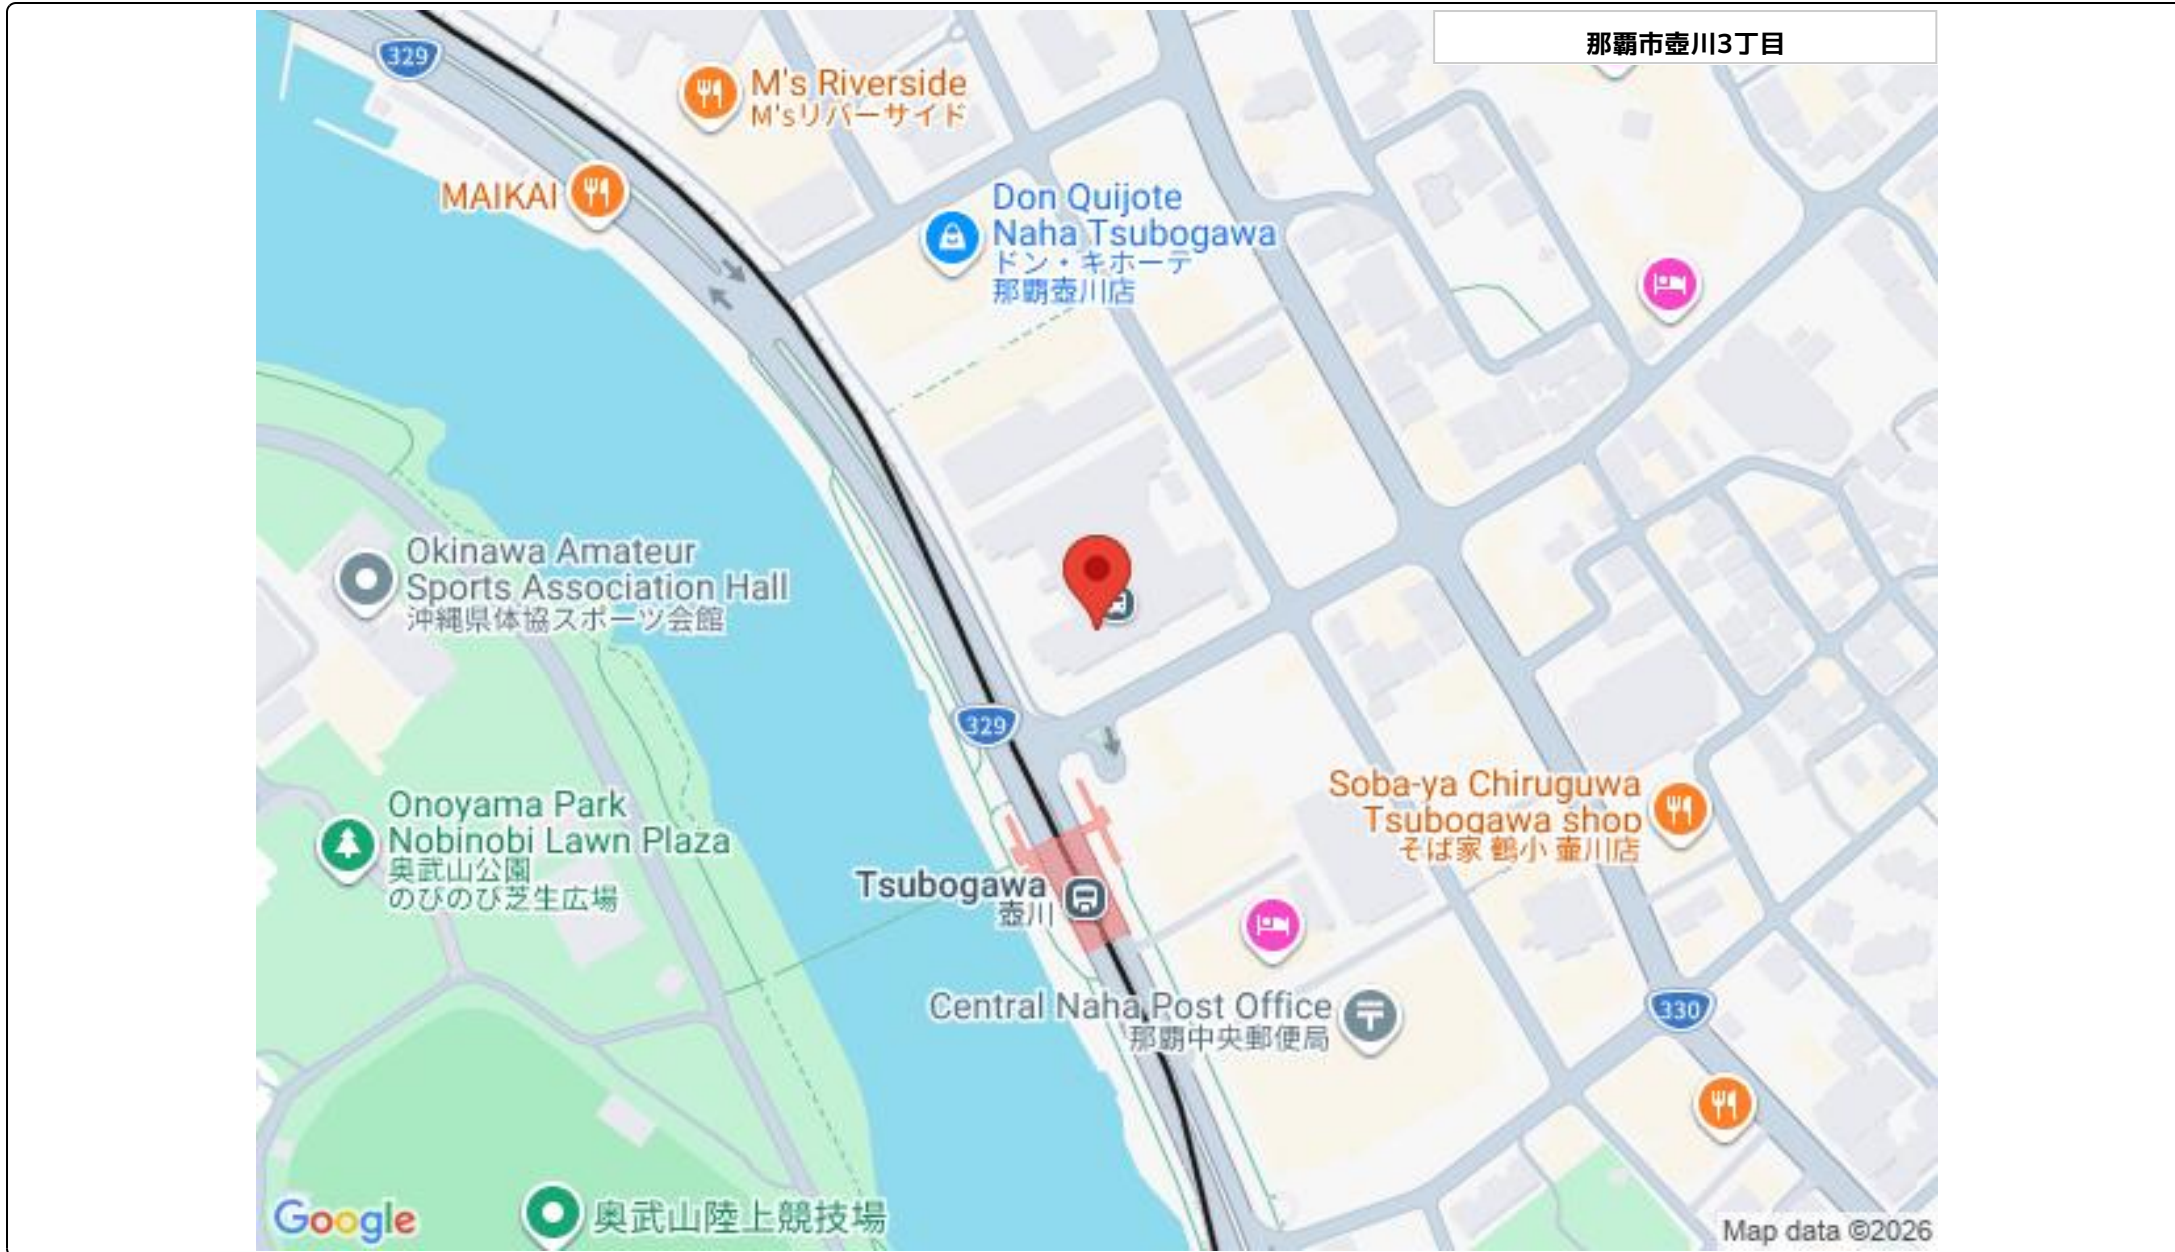 那覇市壺川3丁目
329
M's Riverside
M'sリバーサイド
MAIKAI
Don Quijote
Naha Tsubogawa
ドン・キホーテ
那覇壺川店
Okinawa Amateur
Sports Association Hall
沖縄県体協スポーツ会館
329
Onoyama Park
Nobinobi Lawn Plaza
奥武山公園
のびのび芝生広場
Soba-ya Chiruguwa
Tsubogawa shop
そば家 鶴小 壷川店
Tsubogawa
壺川
Central Naha Post Office
那覇中央郵便局
330
奥武山陸上競技場
Google
Map data ©2026